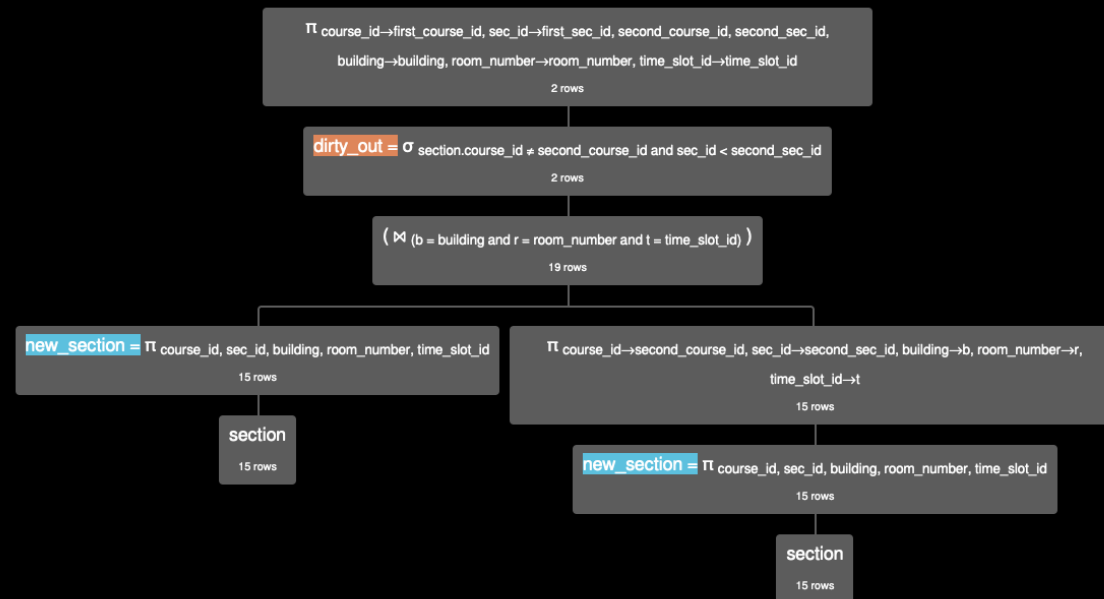 π course_id→first_course_id, sec_id→first_sec_id, second_course_id, second_sec_id,
building→building, room_number→room_number, time_slot_id→time_slot_id
2 rows
dirty_out = σ section.course_id ≠ second_course_id and sec_id < second_sec_id
2 rows
( ⋈ (b = building and r = room_number and t = time_slot_id) )
19 rows
new_section = π course_id, sec_id, building, room_number, time_slot_id
15 rows
section
15 rows
π course_id→second_course_id, sec_id→second_sec_id, building→b, room_number→r,
time_slot_id→t
15 rows
new_section = π course_id, sec_id, building, room_number, time_slot_id
15 rows
section
15 rows